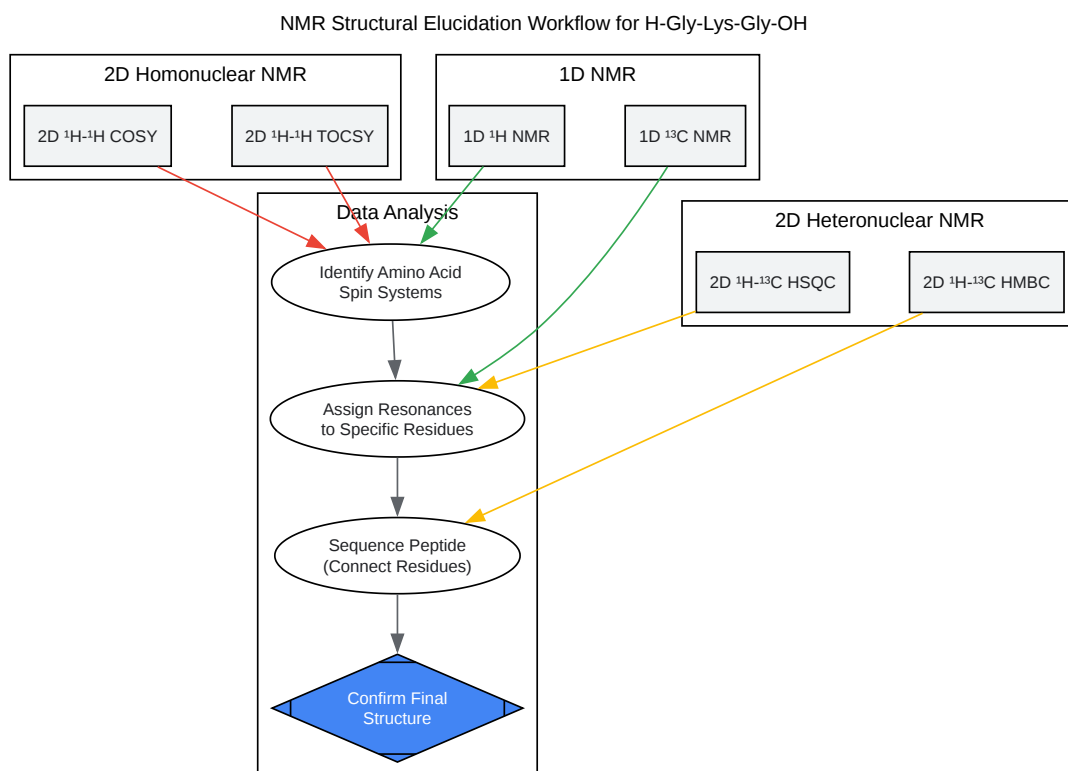 NMR Structural Elucidation Workflow for H-Gly-Lys-Gly-OH
2D Homonuclear NMR
2D ¹H-¹H COSY
2D ¹H-¹H TOCSY
1D NMR
1D ¹H NMR
1D ¹³C NMR
2D Heteronuclear NMR
2D ¹H-¹³C HSQC
2D ¹H-¹³C HMBC
Data Analysis
Identify Amino Acid
Spin Systems
Assign Resonances
to Specific Residues
Sequence Peptide
(Connect Residues)
Confirm Final
Structure